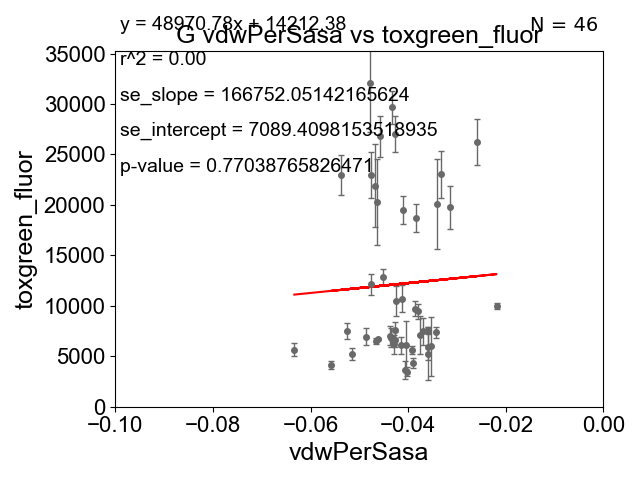 y = 48970.78x + 14212.38
N = 46
G vdwPerSasa vs toxgreen_fluor
r^2 = 0.00
se_slope = 166752.05142165624
se_intercept = 7089.4098153518935
p-value = 0.77038765826471
toxgreen_fluor
35000
30000
25000
20000
15000
10000
5000
0
−0.10
−0.08
−0.06
−0.04
−0.02
0.00
vdwPerSasa